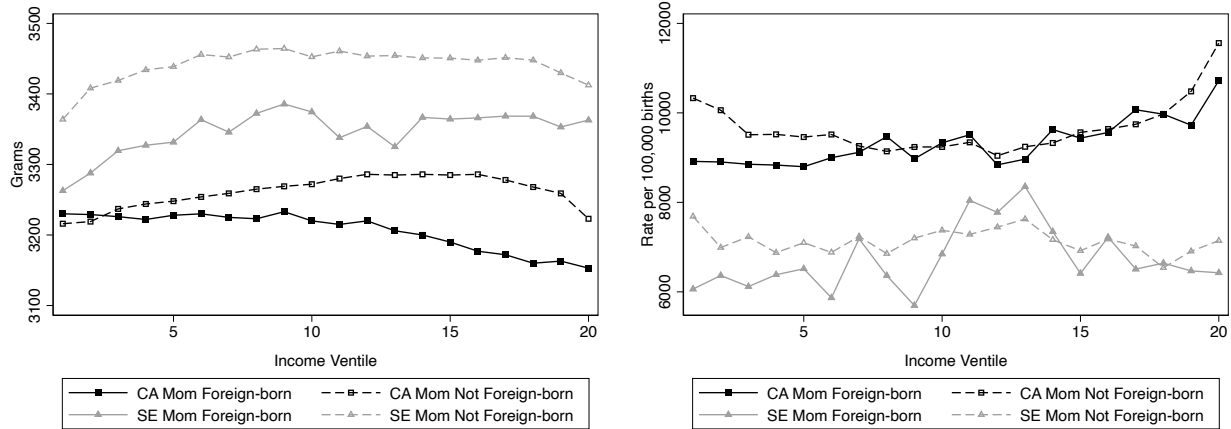 3500
3400
3300
3200
3100
Grams
5
10
15
20
Income Ventile
CA Mom Foreign-born
CA Mom Not Foreign-born
SE Mom Foreign-born
SE Mom Not Foreign-born
12000
10000
8000
6000
Rate per 100,000 births
5
10
15
20
Income Ventile
CA Mom Foreign-born
CA Mom Not Foreign-born
SE Mom Foreign-born
SE Mom Not Foreign-born